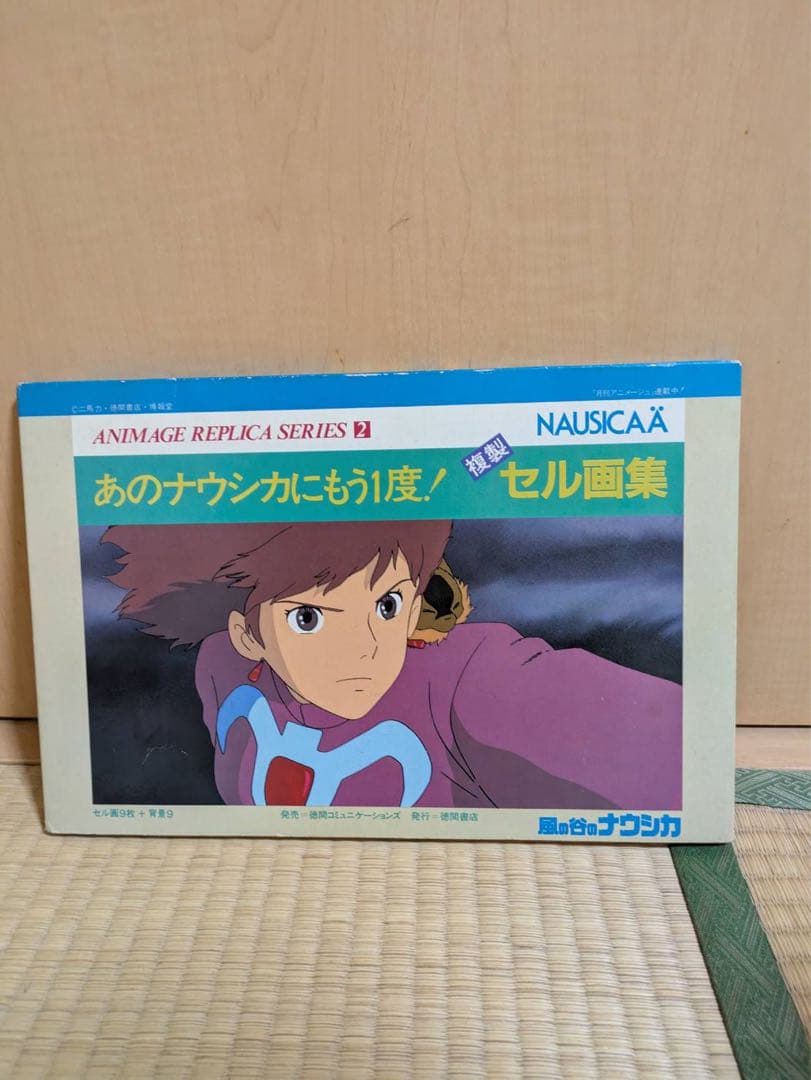 ©二馬力・徳間書店・博報堂
「月刊アニメージュ」連載中!
ANIMAGE REPLICA SERIES 2
NAUSICAÄ
あのナウシカにもう1度!
複製
セル画集
セル画9枚+背景9
発売=徳間コミュニケーションズ 発行=徳間書店
風の谷のナウシカ